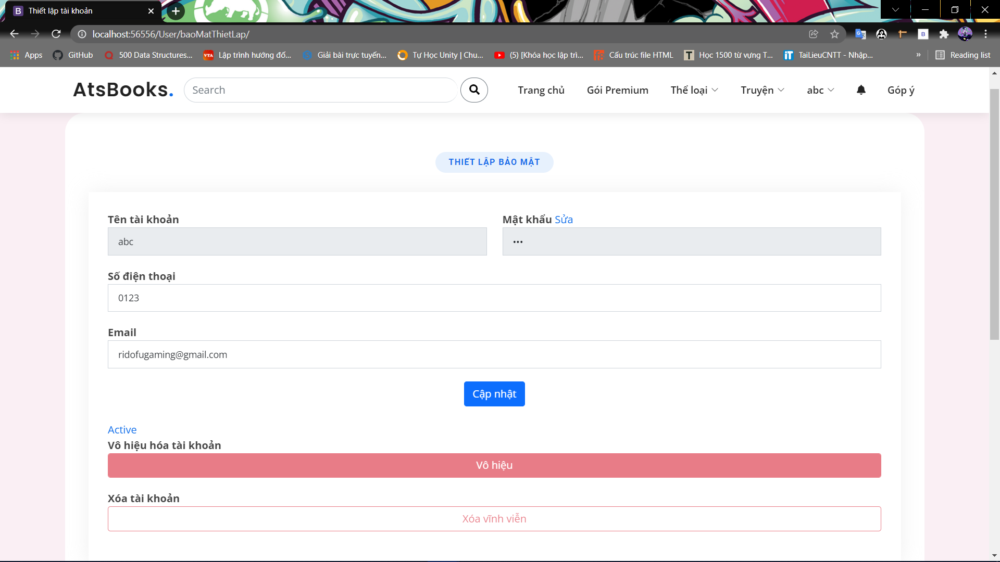 Thiết lập tài khoản
localhost:56556/User/baoMatThietLap/
Apps GitHub 500 Data Structures... Lập trình hướng đố... Giải bài trực tuyến... Tự Học Unity | Chu... (5) [Khóa học lập trì... Cấu trúc file HTML Học 1500 từ vựng T... TaiLieuCNTT - Nhập... » Reading list
AtsBooks. Search Trang chủ Gói Premium Thể loại Truyện abc Góp ý
THIẾT LẬP BẢO MẬT
Tên tài khoản Mật khẩu Sửa
abc •••
Số điện thoại
0123
Email
ridofugaming@gmail.com
Cập nhật
Active
Vô hiệu hóa tài khoản
Vô hiệu
Xóa tài khoản
Xóa vĩnh viễn